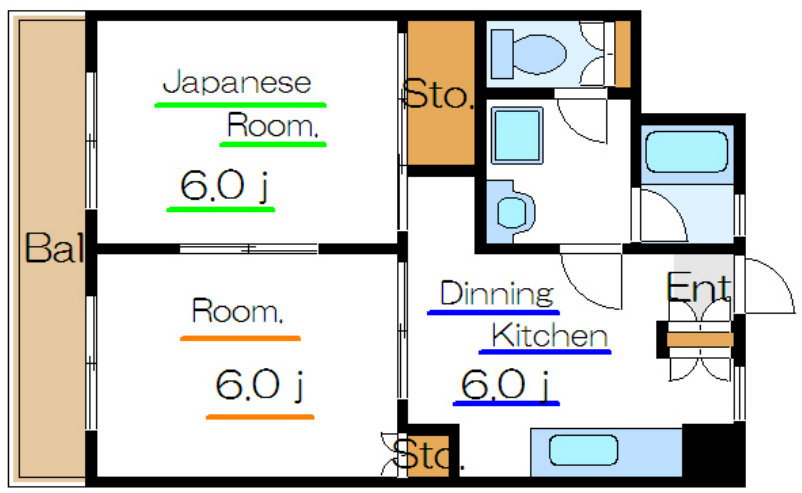 Japanese
Room.
6.0 j
Sto.
Bal
Room.
6.0 j
Dinning
Kitchen
6.0 j
Ent
Sto.